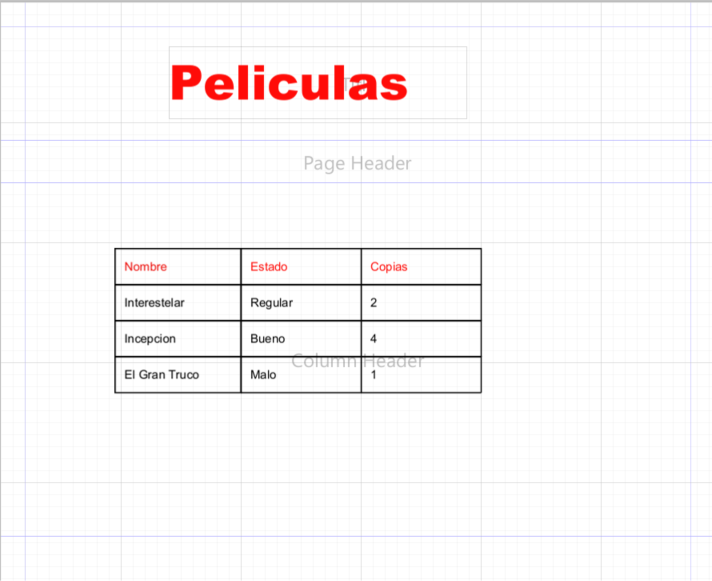 Peliculas
Page Header
Nombre Estado Copias
Interestelar Regular 2
Incepcion Bueno 4
Column Header
El Gran Truco Malo 1